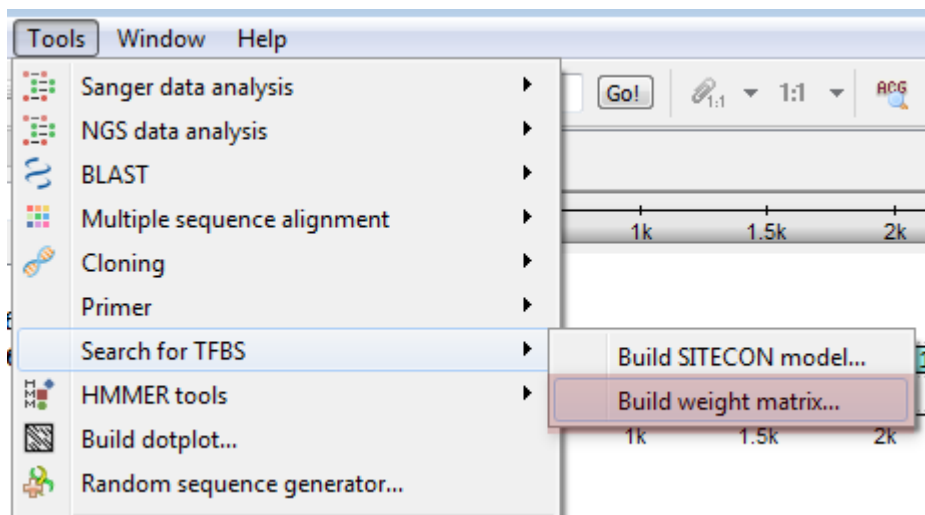 Tools Window Help
Sanger data analysis
Go! 1:1 1:1 ACG
NGS data analysis
BLAST
Multiple sequence alignment
1k 1.5k 2k
Cloning
Primer
Search for TFBS
Build SITECON model...
HMMER tools
Build weight matrix...
Build dotplot...
1k 1.5k 2k
Random sequence generator...